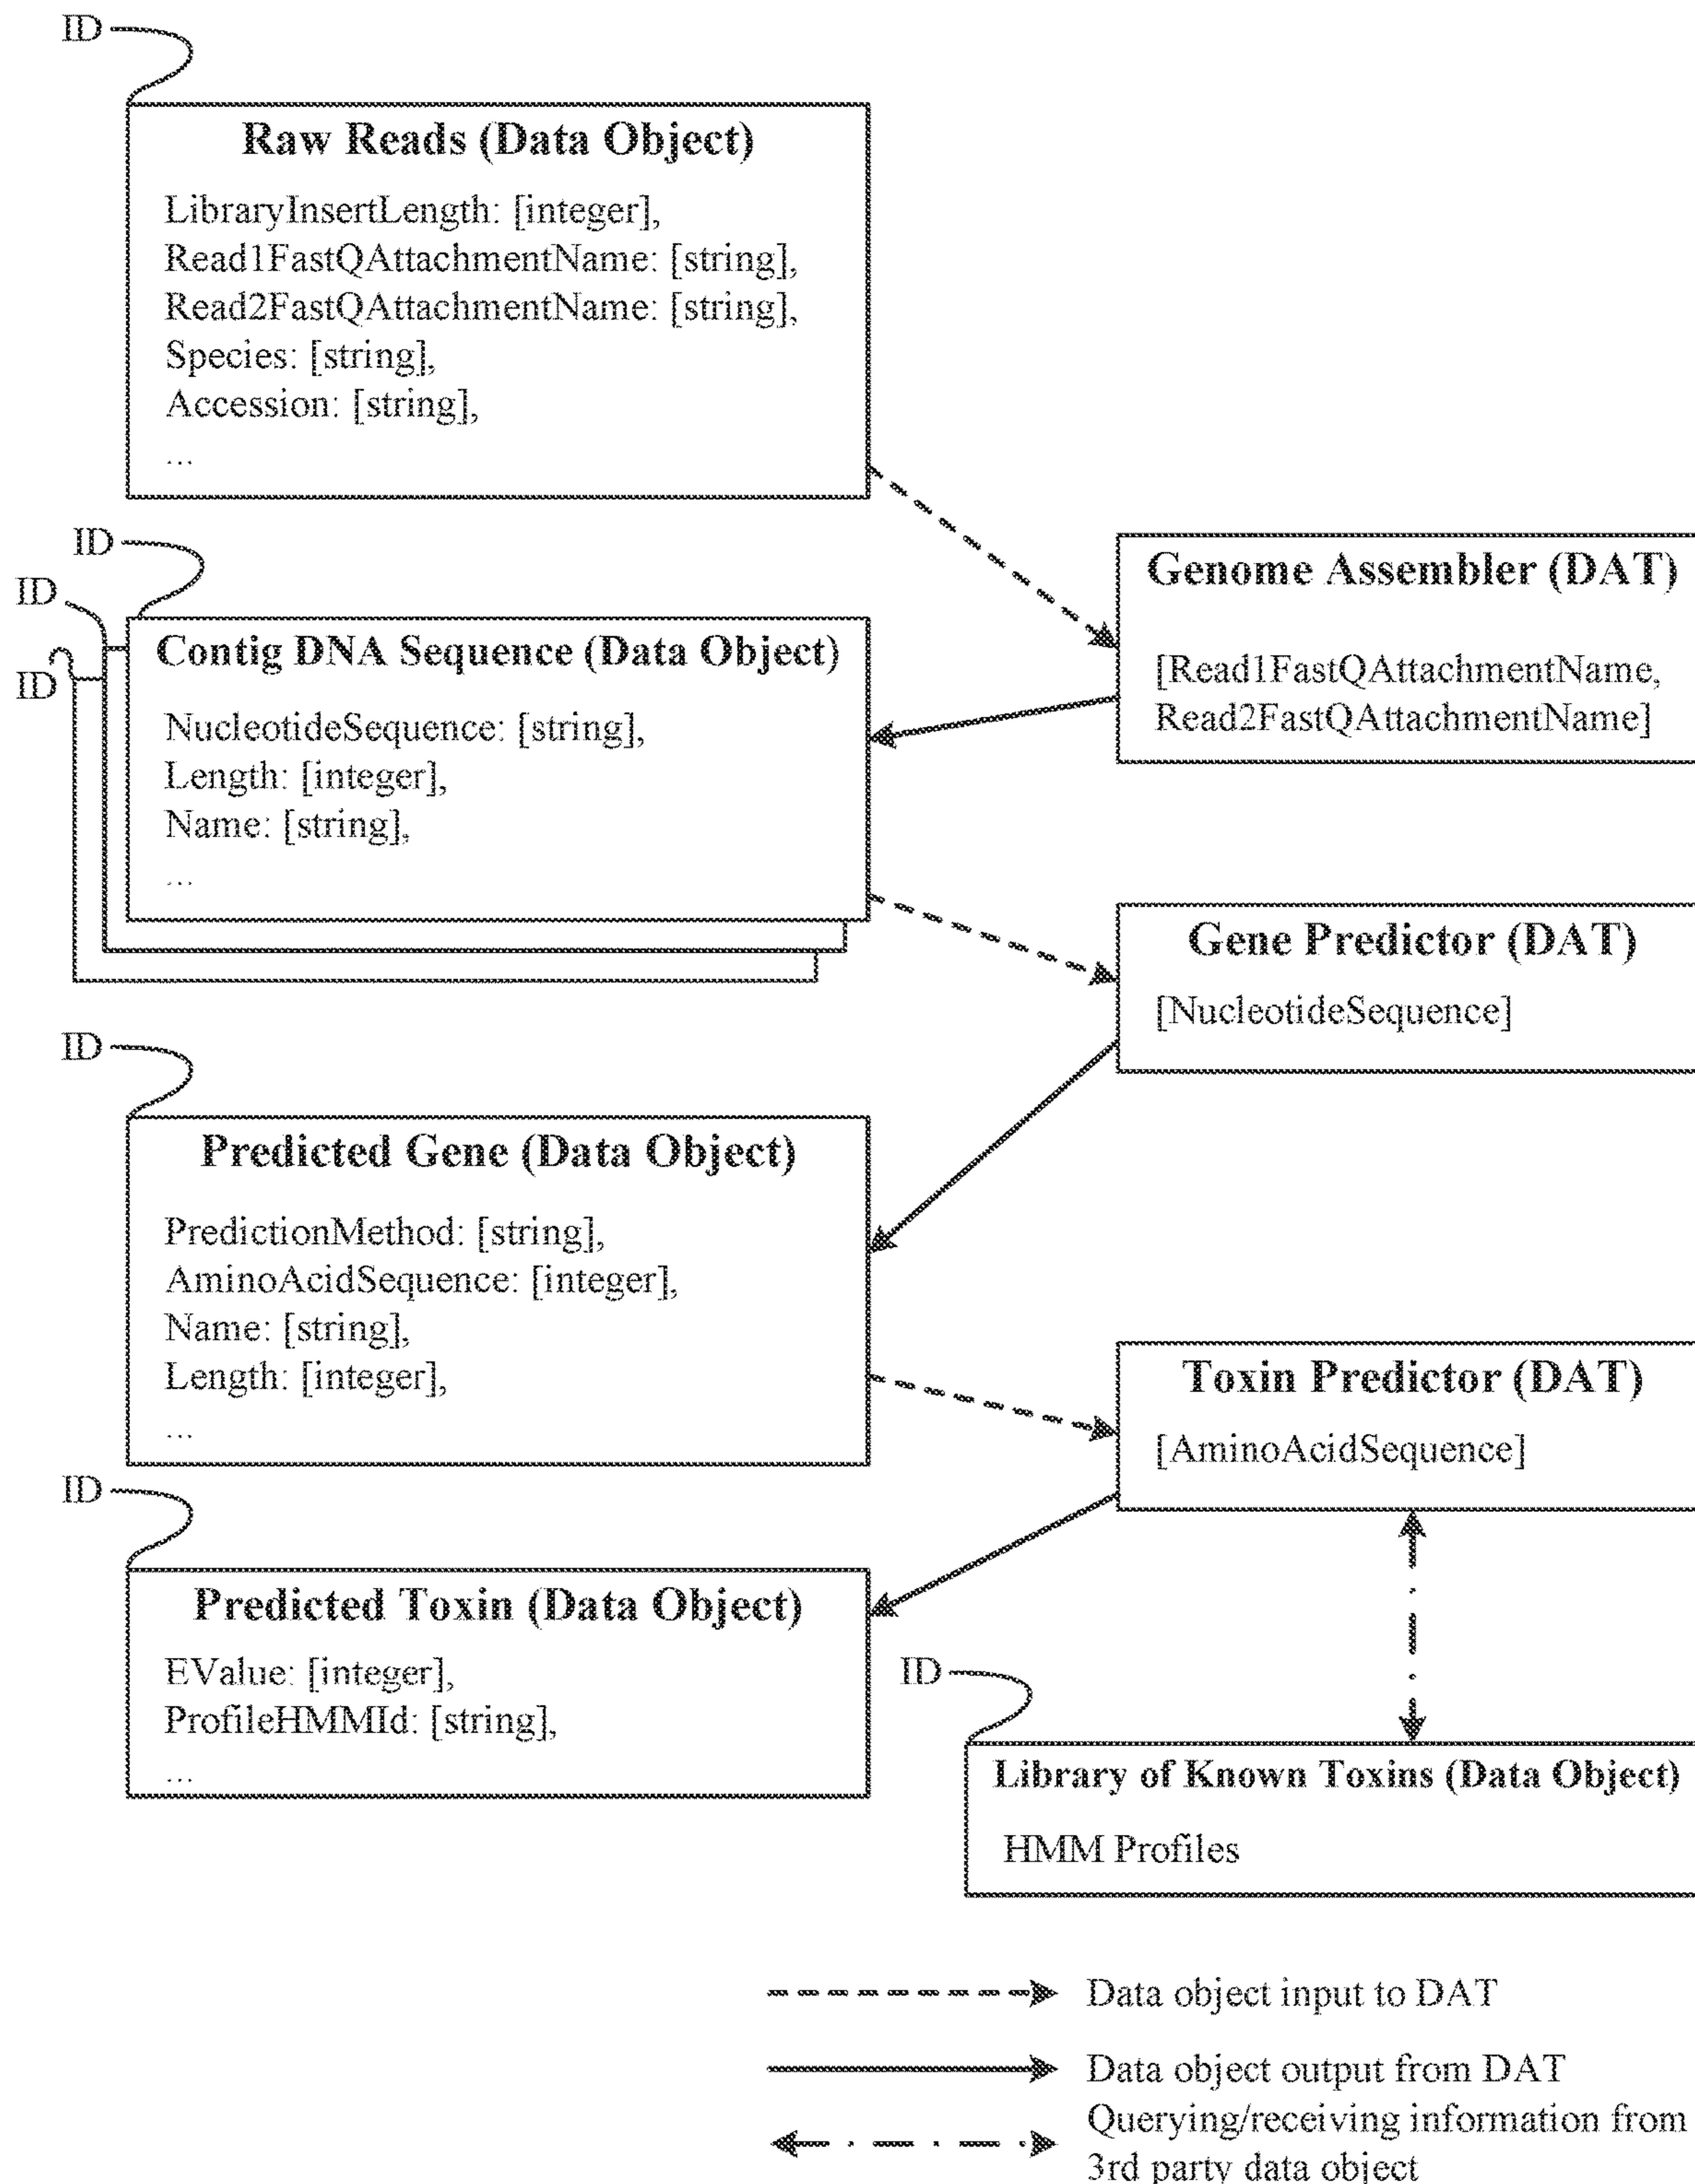 ID
Raw Reads (Data Object)
LibraryInsertLength: [integer],
Read1FastQAttachmentName: [string],
Read2FastQAttachmentName: [string],
Species: [string],
Accession: [string],
...
ID
ID
ID
Contig DNA Sequence (Data Object)
NucleotideSequence: [string],
Length: [integer],
Name: [string],
...
Genome Assembler (DAT)
[Read1FastQAttachmentName,
Read2FastQAttachmentName]
Gene Predictor (DAT)
[NucleotideSequence]
ID
Predicted Gene (Data Object)
PredictionMethod: [string],
AminoAcidSequence: [integer],
Name: [string],
Length: [integer],
...
Toxin Predictor (DAT)
[AminoAcidSequence]
ID
Predicted Toxin (Data Object)
EValue: [integer],
ProfileHMMId: [string],
...
ID
Library of Known Toxins (Data Object)
HMM Profiles
Data object input to DAT
Data object output from DAT
Querying/receiving information from
3rd party data object